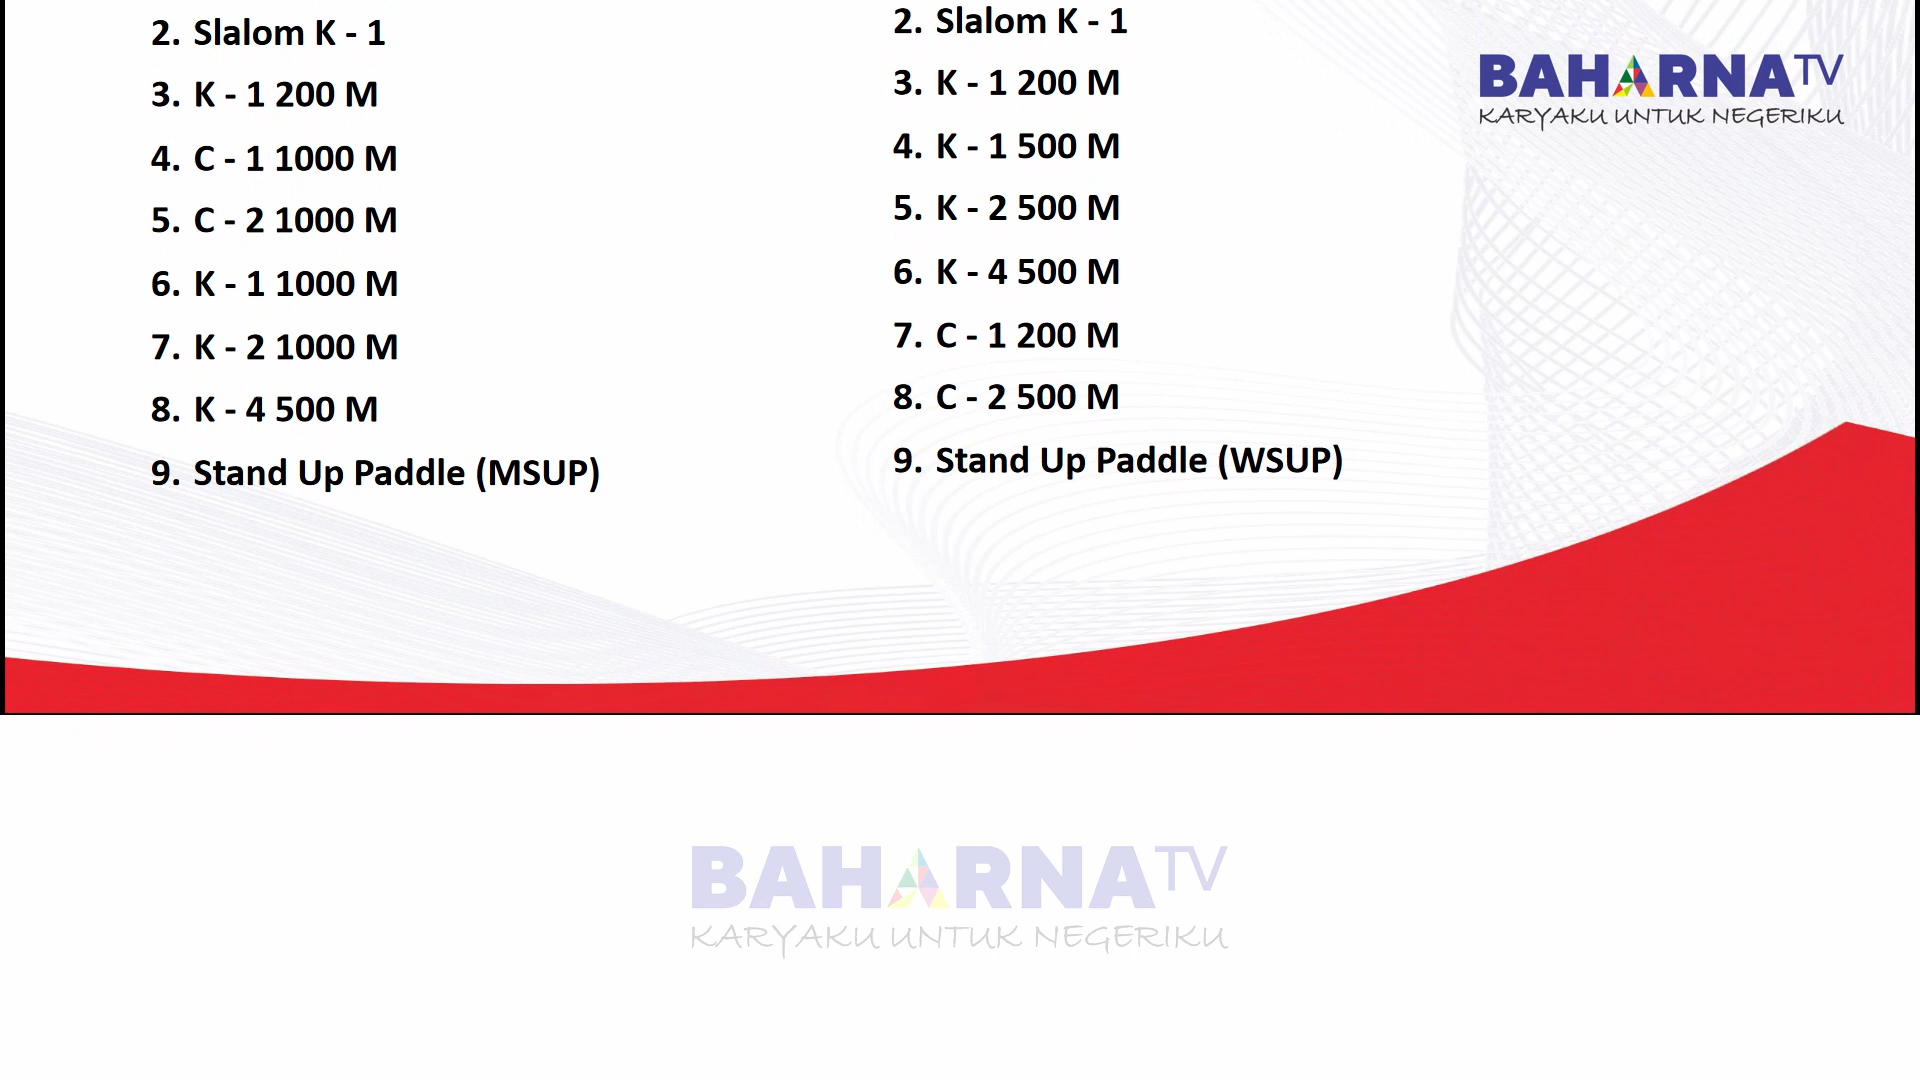 2. Slalom K - 1
3. K - 1 200 M
4. C - 1 1000 M
5. C - 2 1000 M
6. K - 1 1000 M
7. K - 2 1000 M
8. K - 4 500 M
9. Stand Up Paddle (MSUP)
2. Slalom K - 1
3. K - 1 200 M
4. K - 1 500 M
5. K - 2 500 M
6. K - 4 500 M
7. C - 1 200 M
8. C - 2 500 M
9. Stand Up Paddle (WSUP)
BAHARNATV
KARYAKU UNTUK NEGERIKU
BAHARNATV
KARYAKU UNTUK NEGERIKU